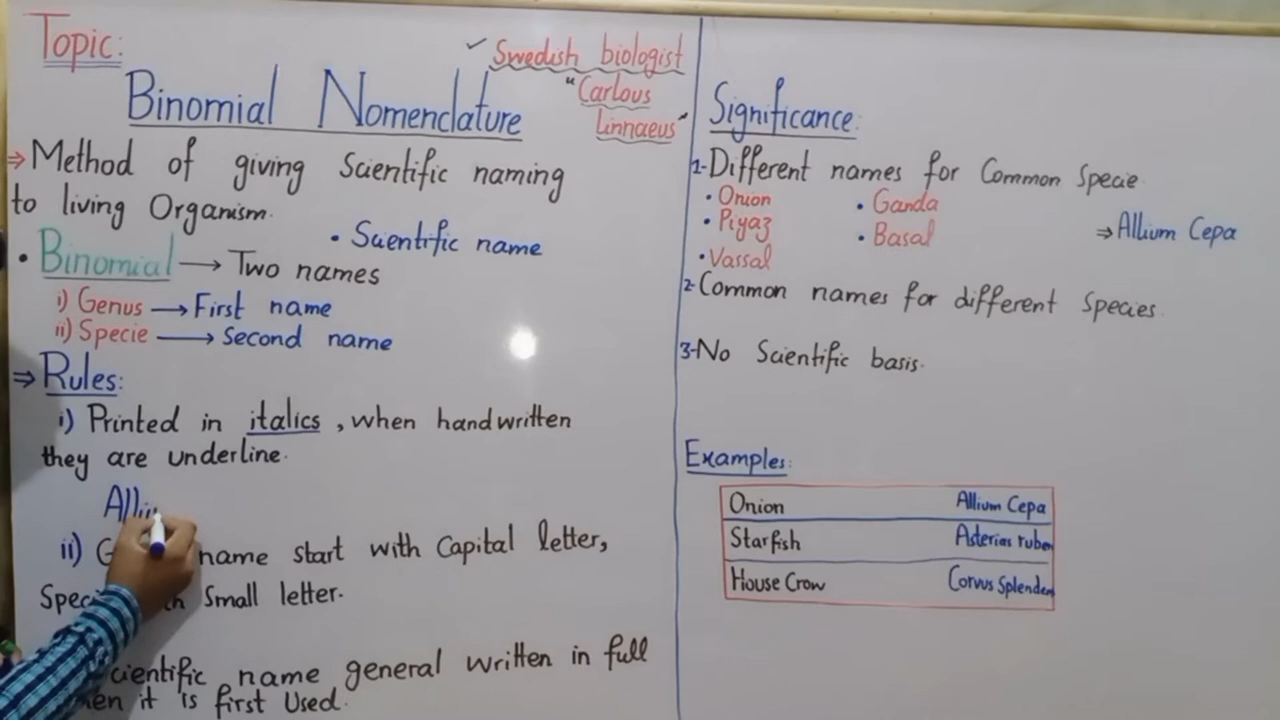 Topic:
Binomial Nomenclature
✓ Swedish biologist
"Carlous
linnaeus"
⇒ Method of giving Scientific naming
to living Organism.
• Scientific name
• Binomial → Two names
i) Genus → First name
ii) Specie → Second name
⇒ Rules:
i) Printed in italics, when handwritten
they are underline.
Alliu
ii) name start with Capital letter,
Small letter.
cientific name general written in full
en it is first Used.
Significance:
1- Different names for Common Specie
• Onion • Ganda
• Piyaz • Basal ⇒ Allium Cepa
• Vassal
2- Common names for different Species.
3- No Scientific basis.
Examples:
Onion Allium Cepa
Starfish Asterias ruben
House Crow Corvus Splenden